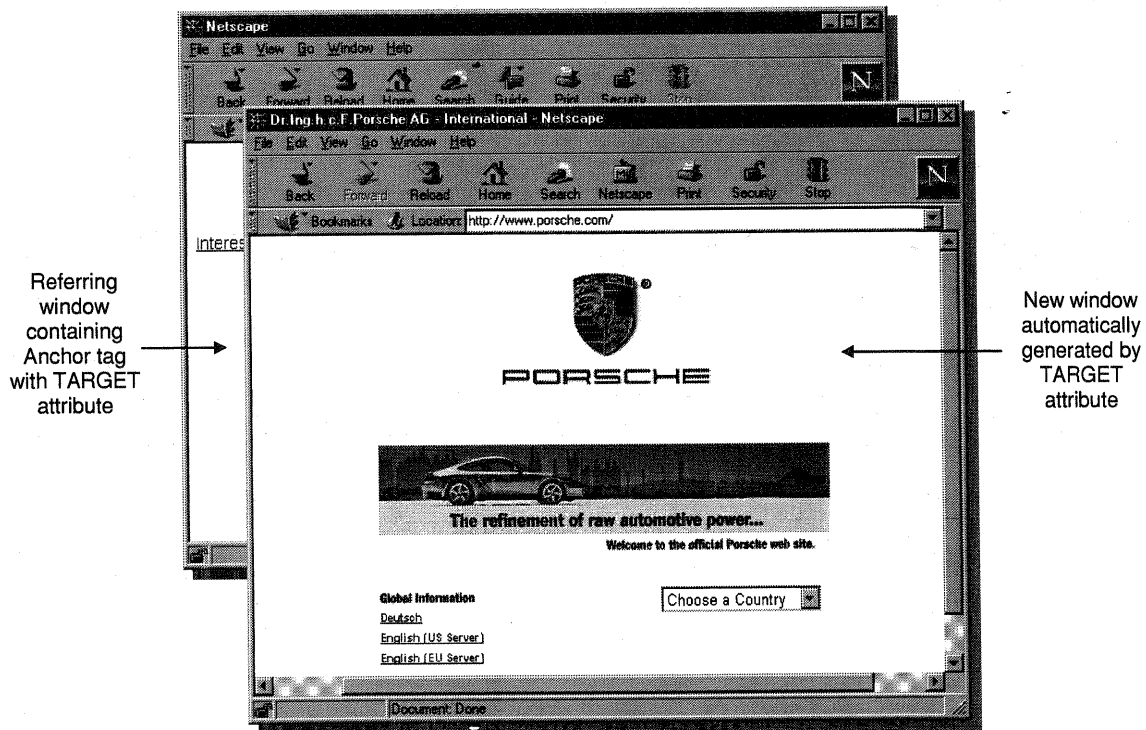 Netscape
File Edit View Go Window Help
Back Forward Reload Home Search Guide Print Security Stop
N
Dr.Ing.h.c.F.Porsche AG - International - Netscape
File Edit View Go Window Help
Back Forward Reload Home Search Netscape Print Security Stop
N
Bookmarks Location: http://www.porsche.com/
Interes
Referring
window
containing
Anchor tag
with TARGET
attribute
New window
automatically
generated by
TARGET
attribute
PORSCHE
The refinement of raw automotive power...
Welcome to the official Porsche web site.
Global Information
Deutsch
English (US Server)
English (EU Server)
Choose a Country
Document: Done